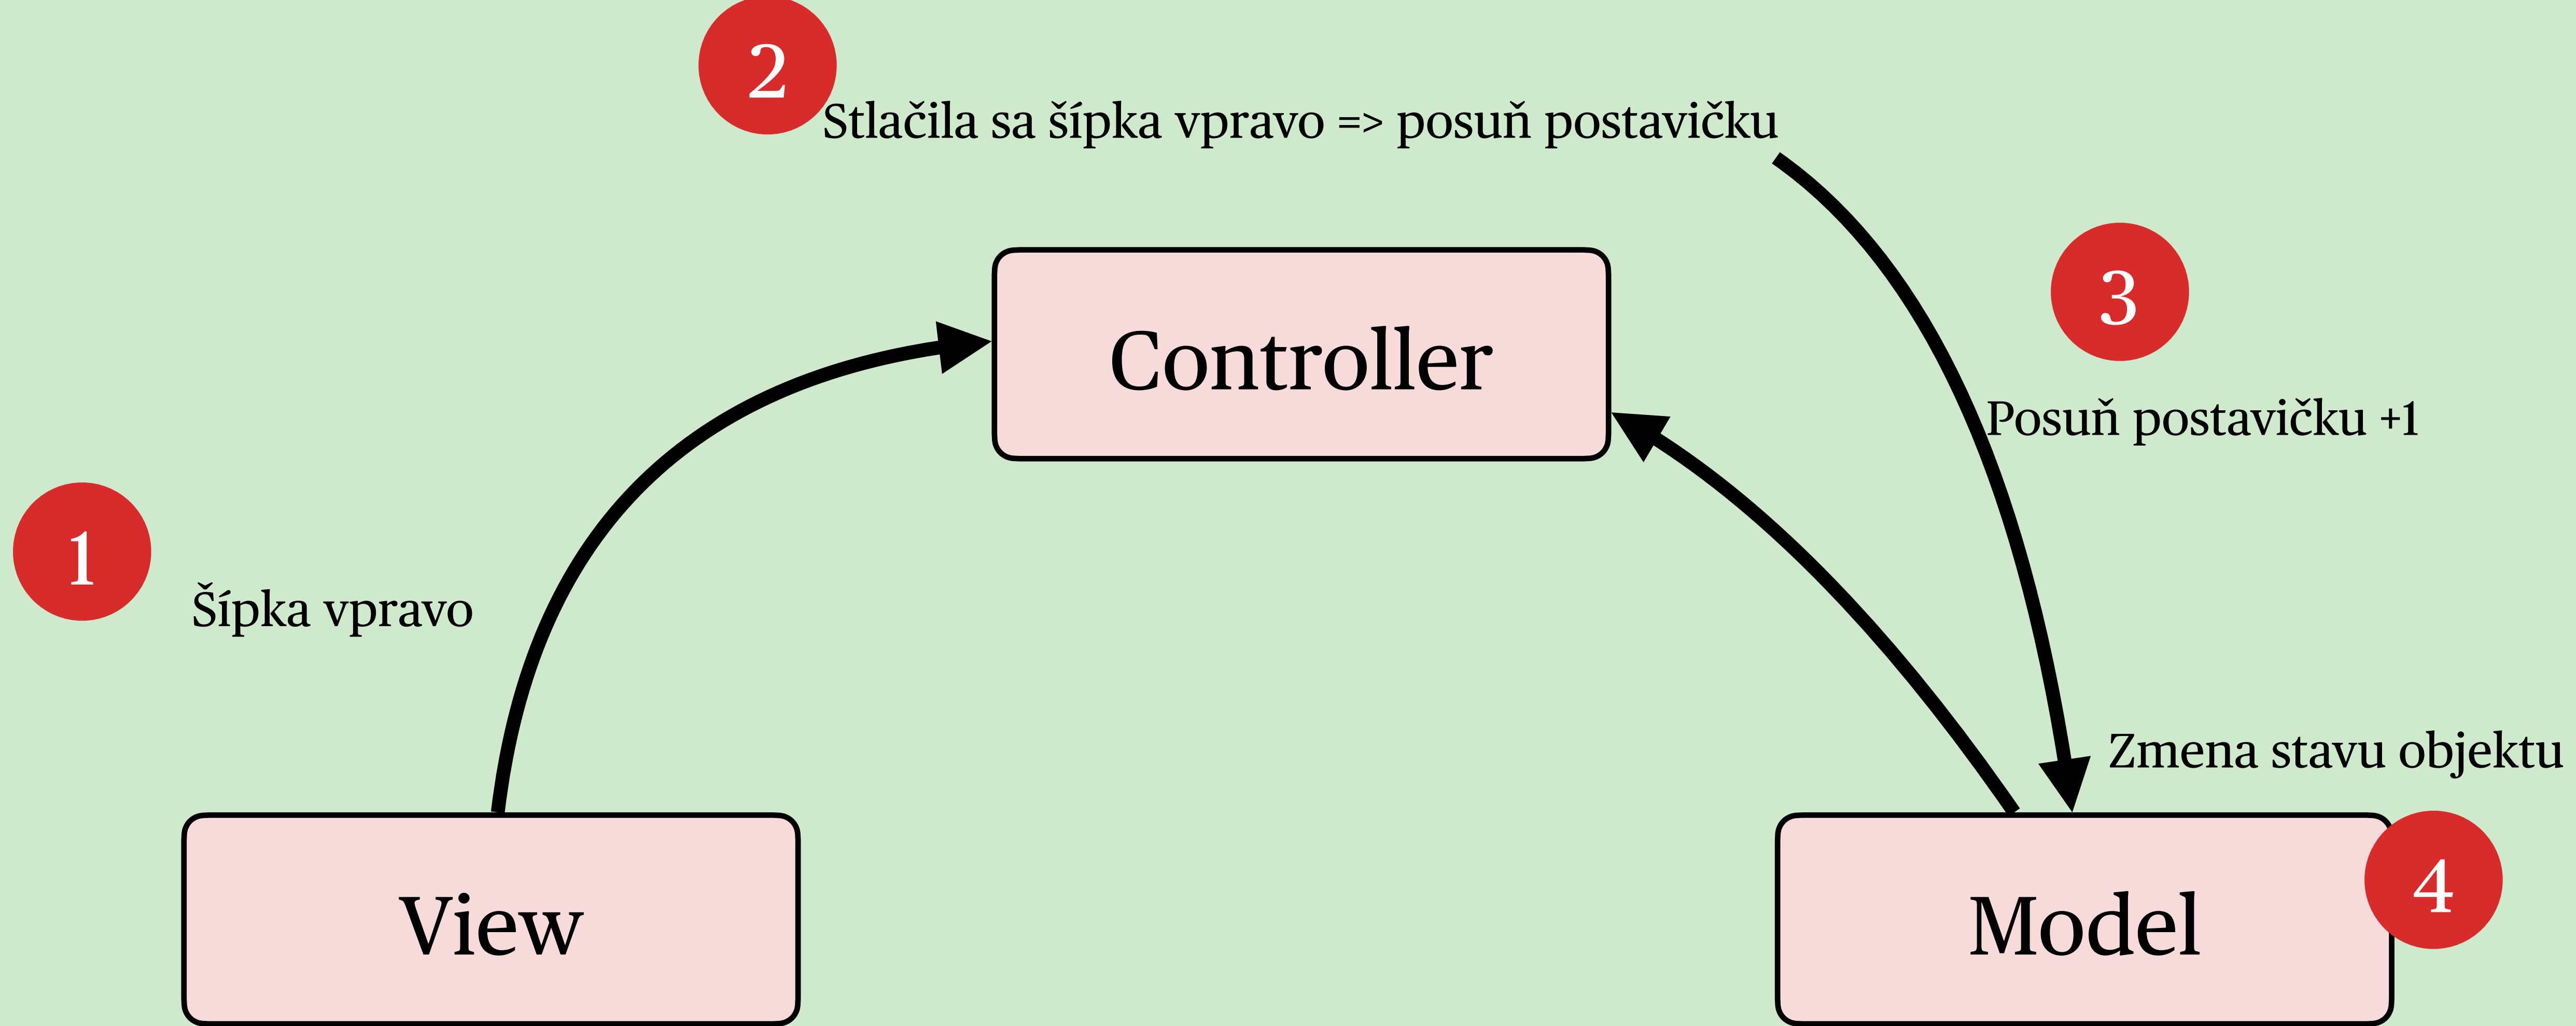 2
Stlačila sa šípka vpravo => posuň postavičku
3
Controller
Posuň postavičku +1
1
Šípka vpravo
Zmena stavu objektu
View
Model
4